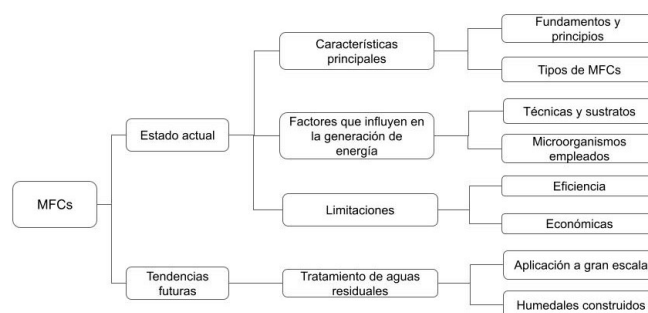 MFCs
Estado actual
Tendencias
futuras
Características
principales
Factores que influyen en
la generación de
energía
Limitaciones
Tratamiento de aguas
residuales
Fundamentos y
principios
Tipos de MFCs
Técnicas y sustratos
Microorganismos
empleados
Eficiencia
Económicas
Aplicación a gran escala
Humedales construidos